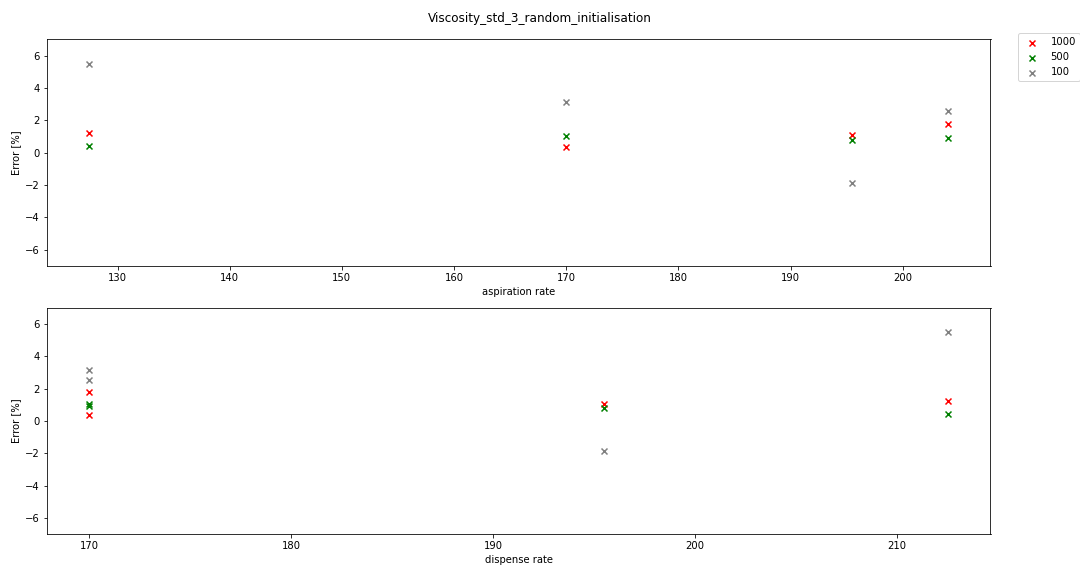 Viscosity_std_3_random_initialisation
1000
500
100
6
4
2
0
−2
−4
−6
Error [%]
130 140 150 160 170 180 190 200
aspiration rate
6
4
2
0
−2
−4
−6
Error [%]
170 180 190 200 210
dispense rate